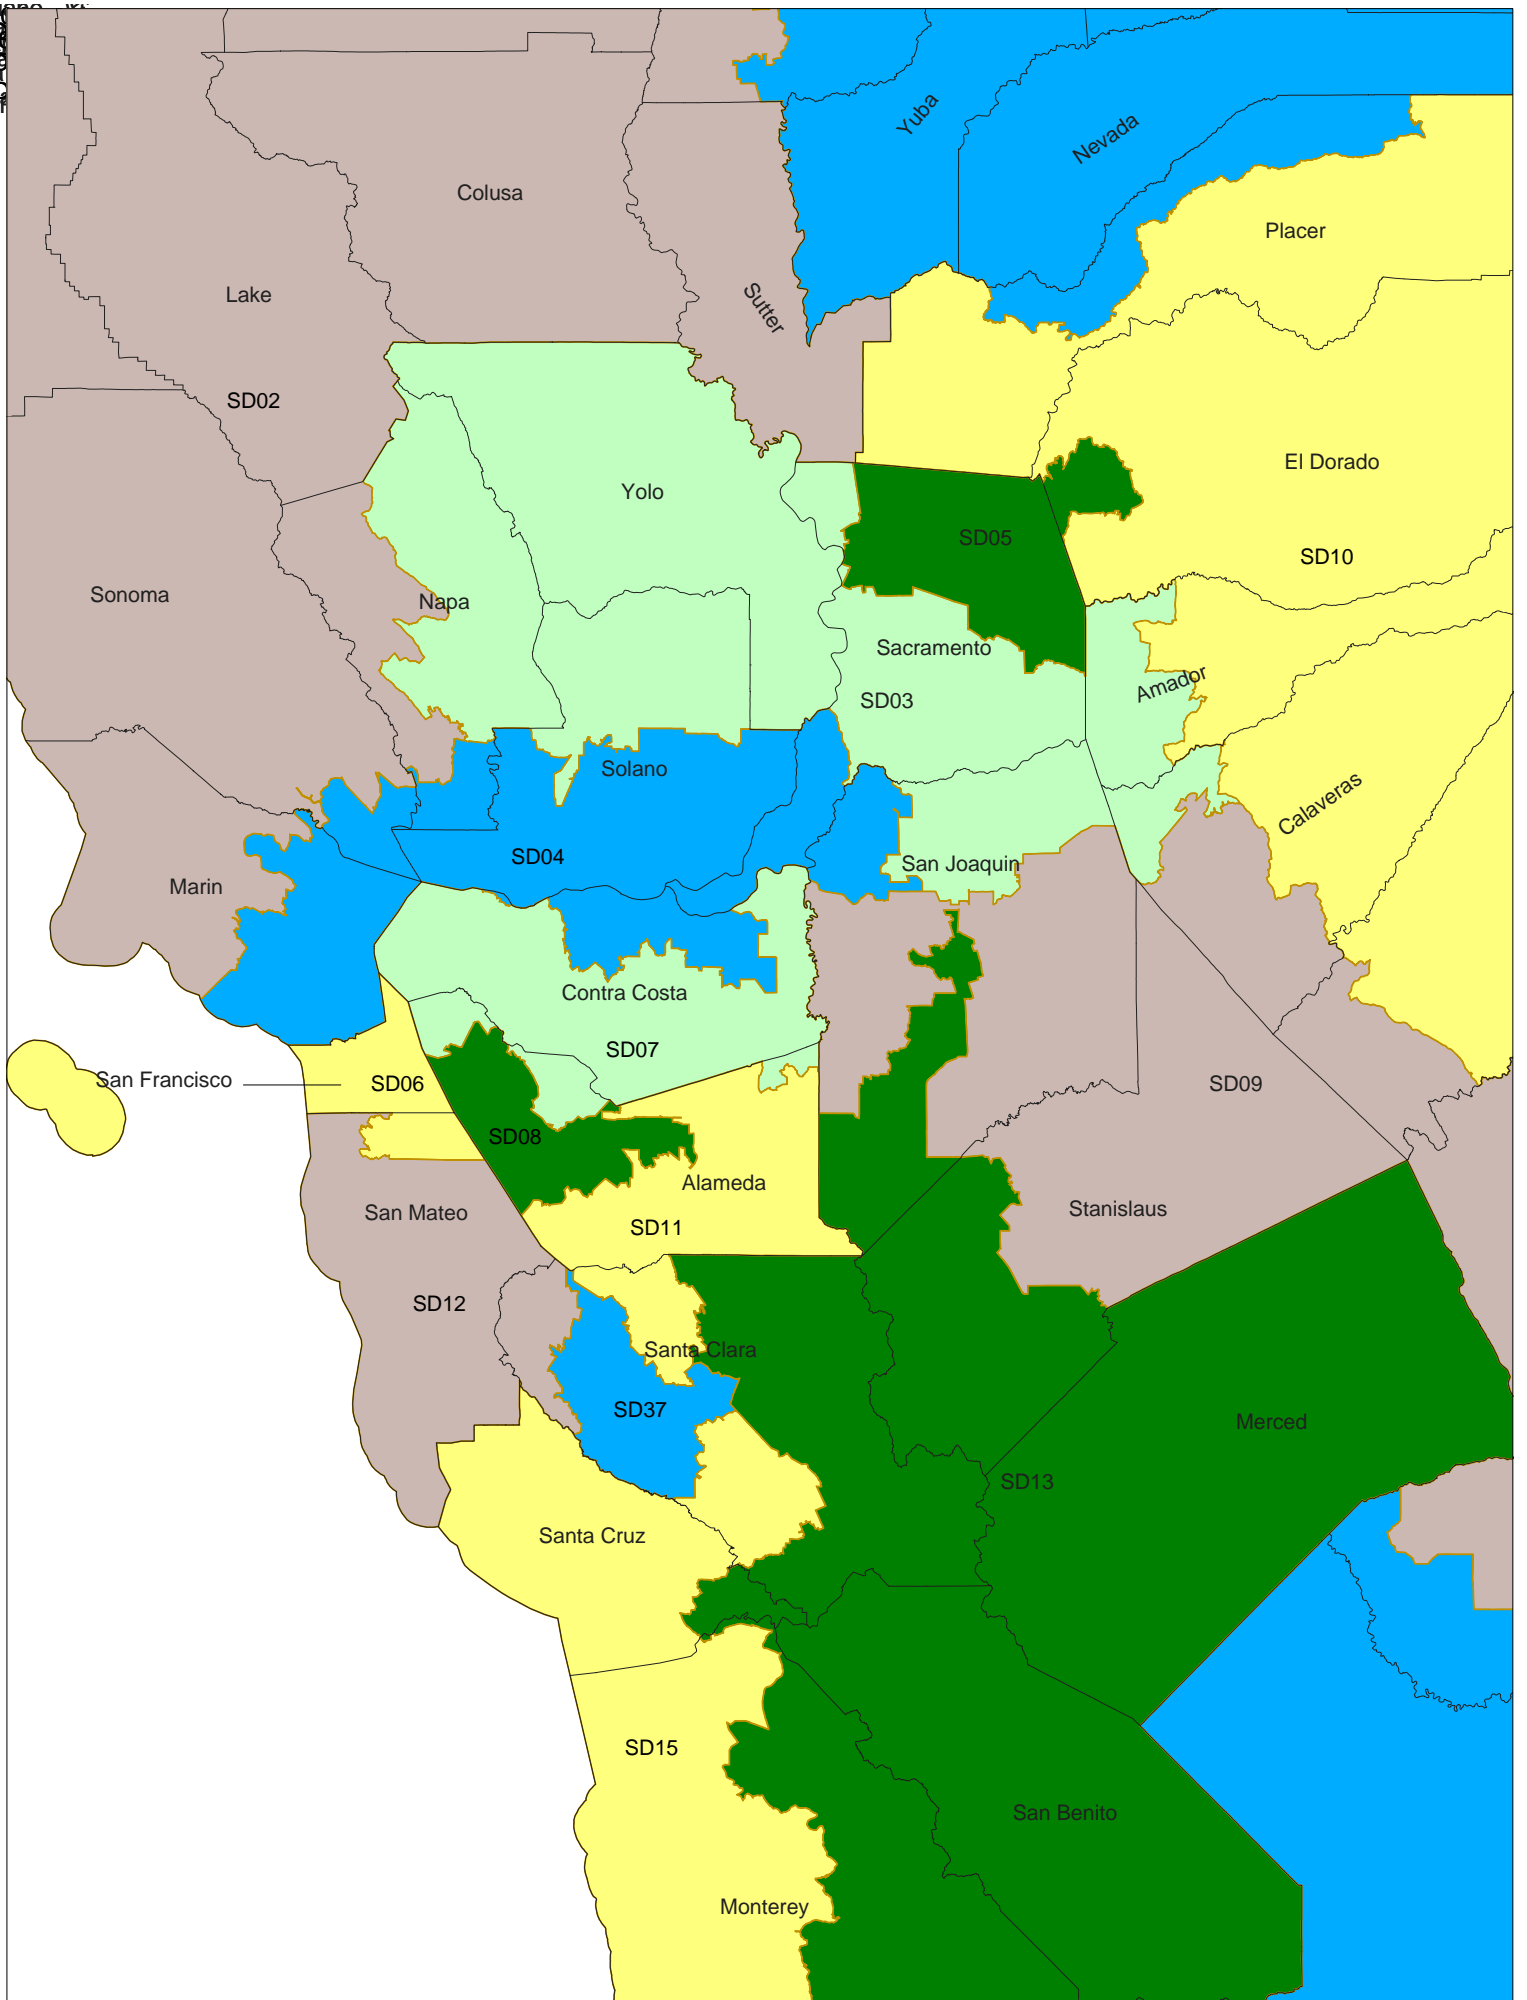 Yuba
Nevada
Colusa
Placer
Lake
Sutter
SD02
El Dorado
Yolo
SD05
SD10
Sonoma
Napa
Sacramento
Amador
SD03
Solano
Calaveras
SD04
San Joaquin
Marin
Contra Costa
SD07
San Francisco
SD06
SD09
SD08
Alameda
Stanislaus
San Mateo
SD11
SD12
Santa Clara
SD37
Merced
SD13
Santa Cruz
SD15
San Benito
Monterey